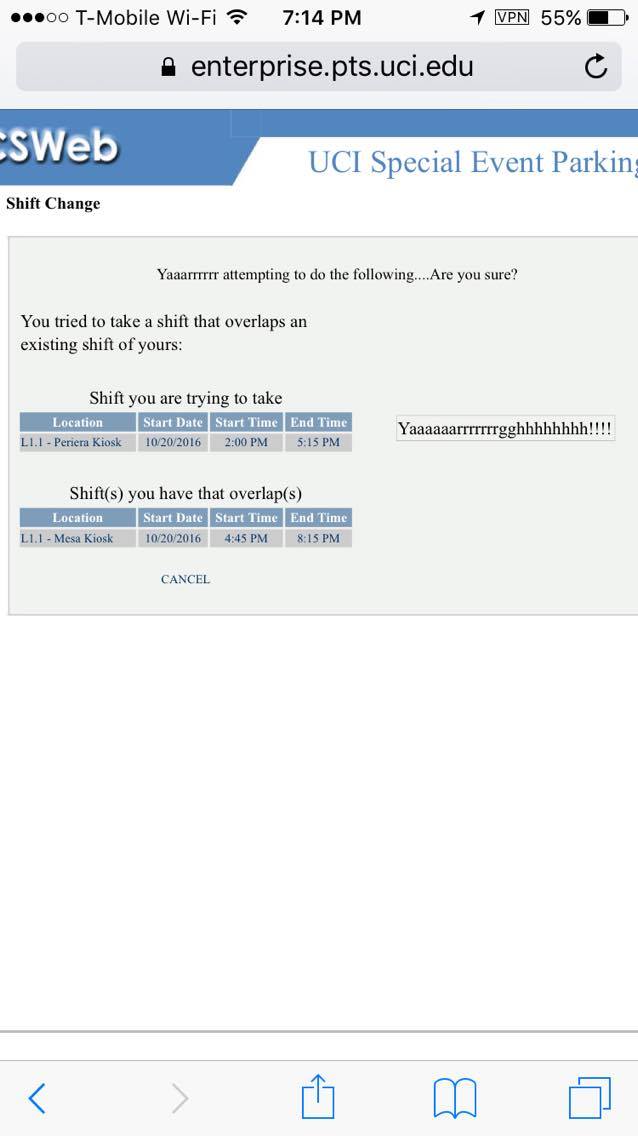 T-Mobile Wi-Fi 7:14 PM VPN 55%
enterprise.pts.uci.edu
CSWeb
UCI Special Event Parking
Shift Change
Yaaarrrrrr attempting to do the following....Are you sure?
You tried to take a shift that overlaps an
existing shift of yours:
Shift you are trying to take
Location Start Date Start Time End Time
L1.1 - Periera Kiosk 10/20/2016 2:00 PM 5:15 PM
Yaaaaaarrrrrrrgghhhhhhhhh!!!!
Shift(s) you have that overlap(s)
Location Start Date Start Time End Time
L1.1 - Mesa Kiosk 10/20/2016 4:45 PM 8:15 PM
CANCEL